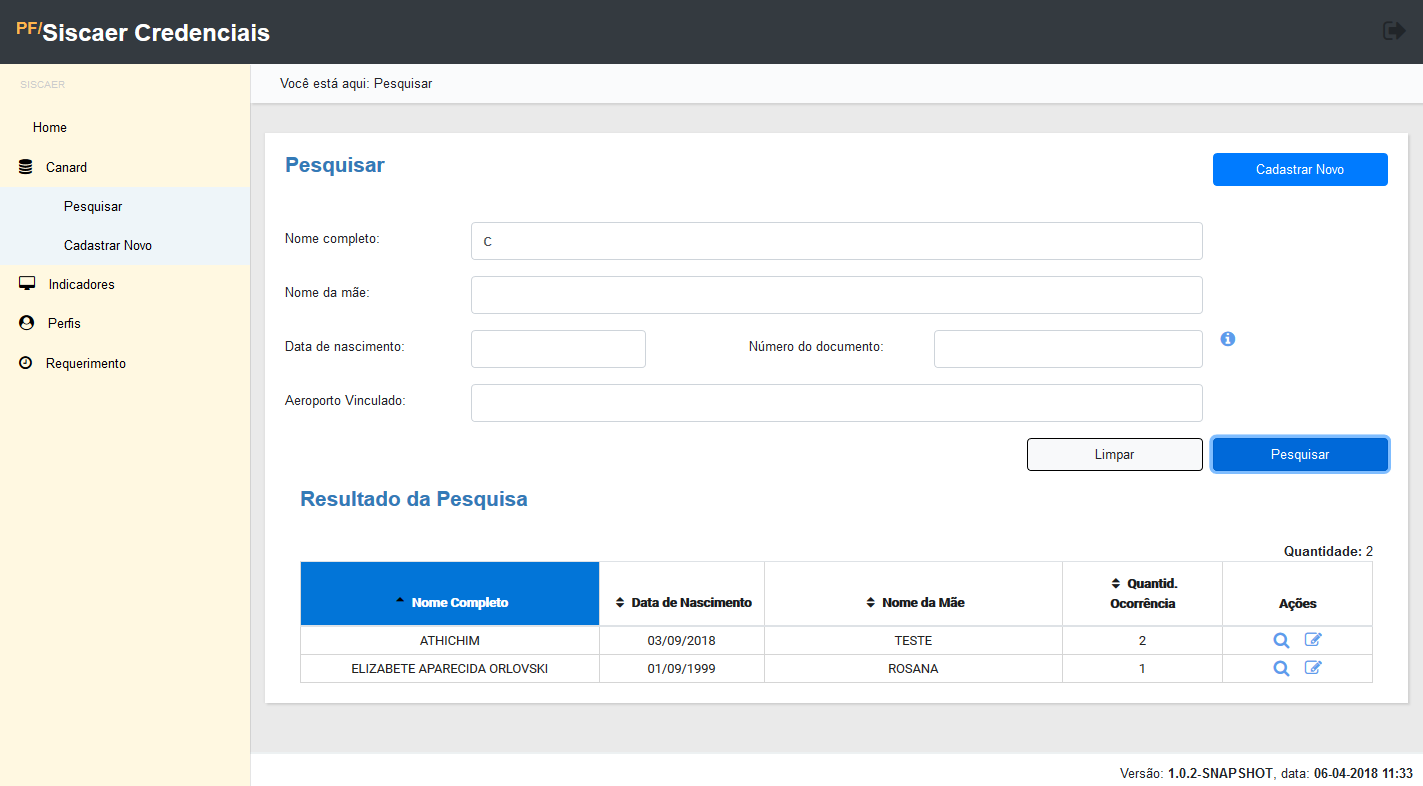 PF/Siscaer Credenciais
SISCAER
Você está aqui: Pesquisar
Home
Canard
Pesquisar
Cadastrar Novo
Indicadores
Perfis
Requerimento
Pesquisar
Cadastrar Novo
Nome completo: C
Nome da mãe:
Data de nascimento: Número do documento:
Aeroporto Vinculado:
Limpar Pesquisar
Resultado da Pesquisa
Quantidade: 2
Nome Completo Data de Nascimento Nome da Mãe Quantid. Ocorrência Ações
ATHICHIM 03/09/2018 TESTE 2
ELIZABETE APARECIDA ORLOVSKI 01/09/1999 ROSANA 1
Versão: 1.0.2-SNAPSHOT, data: 06-04-2018 11:33